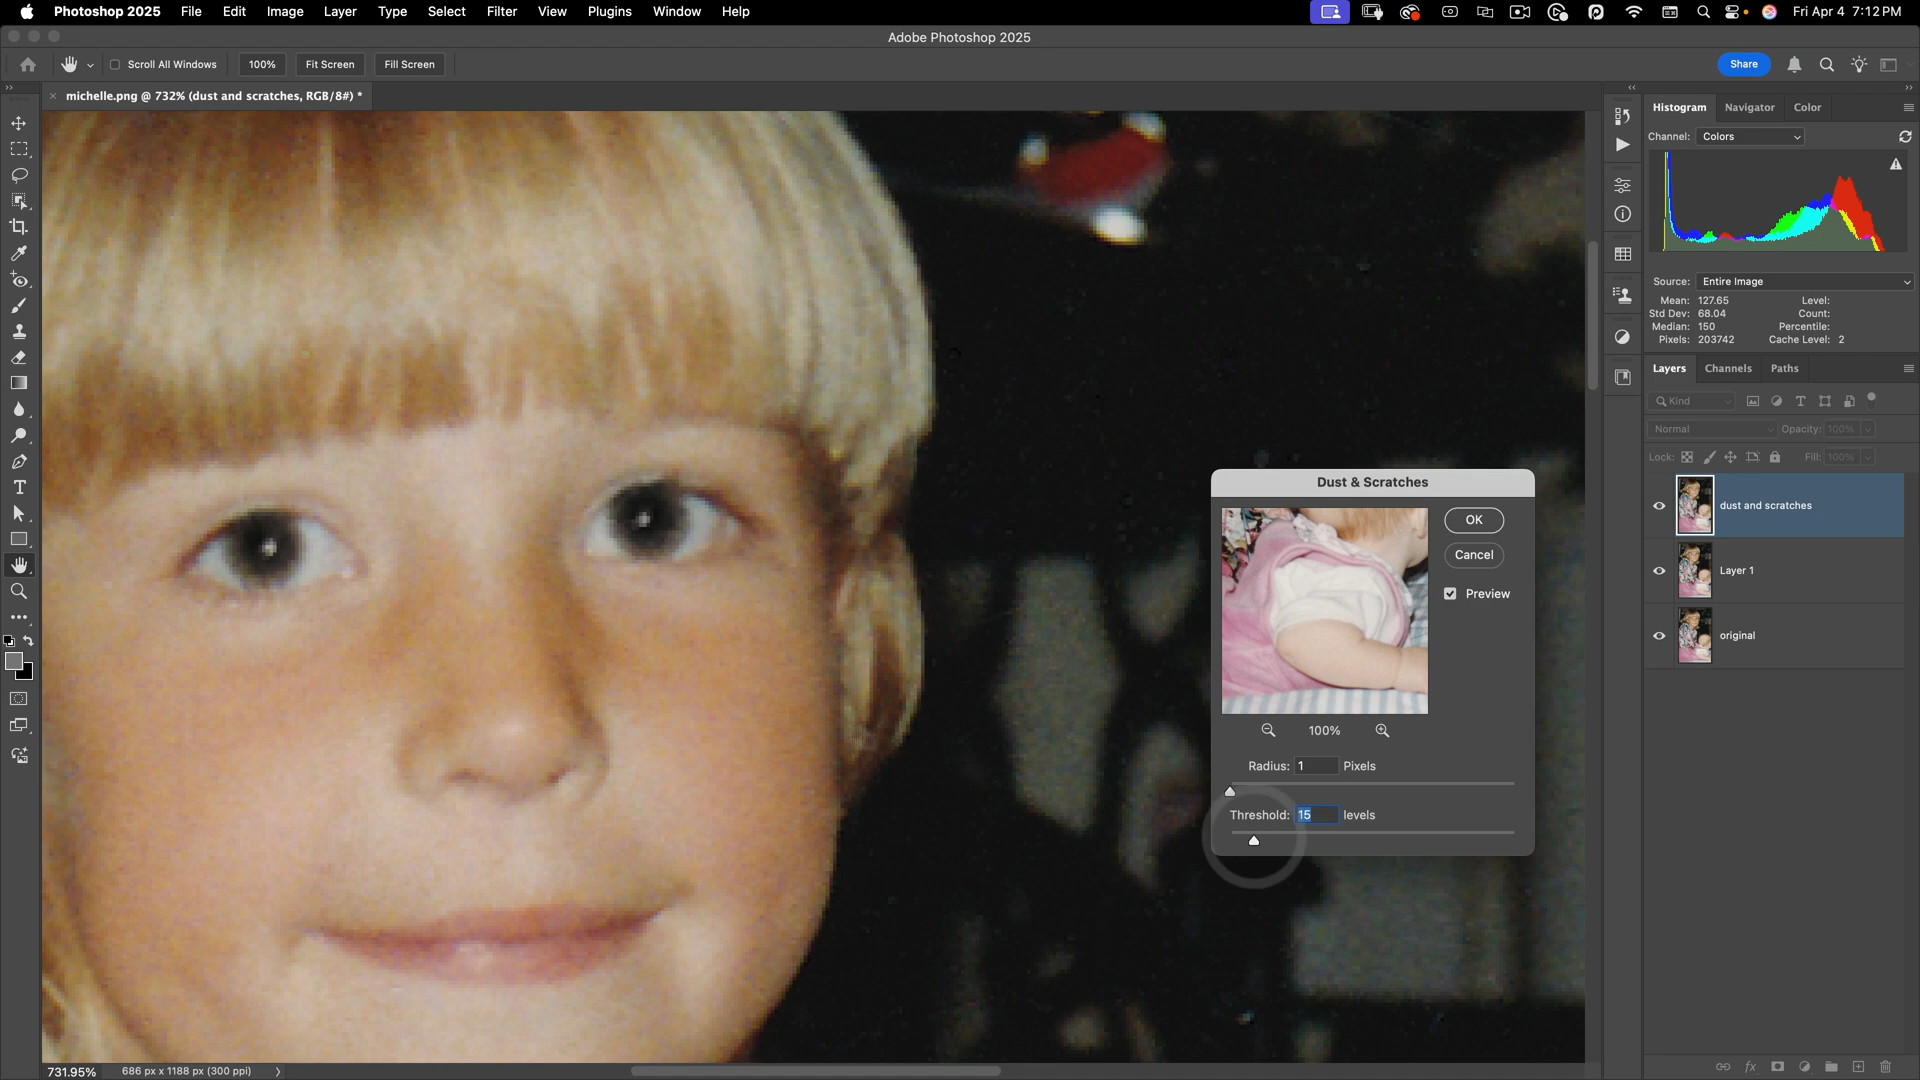 Photoshop 2025 File Edit Image Layer Type Select Filter View Plugins Window Help Fri Apr 4 7:12 PM
Adobe Photoshop 2025
Scroll All Windows 100% Fit Screen Fill Screen Share
michelle.png @ 732% (dust and scratches, RGB/8#) *
Histogram Navigator Color
Channel: Colors
Source: Entire Image
Mean: 127.65 Level:
Std Dev: 68.04 Count:
Median: 150 Percentile:
Pixels: 203742 Cache Level: 2
Layers Channels Paths
Kind
Normal Opacity: 100%
Lock: Fill: 100%
dust and scratches
Layer 1
original
Dust & Scratches
OK
Cancel
Preview
100%
Radius: 1 Pixels
Threshold: 15 levels
731.95% 686 px x 1188 px (300 ppi)